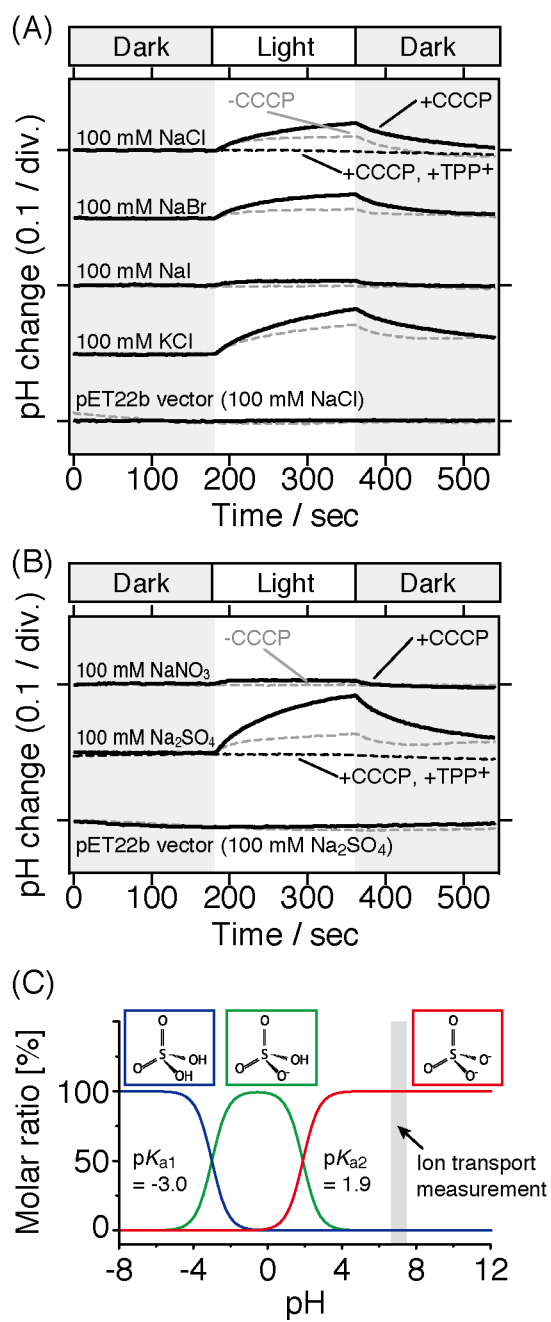 (A)
Dark Light Dark
-CCCP
+CCCP
100 mM NaCl
+CCCP, +TPP+
100 mM NaBr
100 mM NaI
100 mM KCl
pET22b vector (100 mM NaCl)
pH change (0.1 / div.)
0 100 200 300 400 500
Time / sec
(B)
Dark Light Dark
-CCCP
+CCCP
100 mM NaNO3
100 mM Na2SO4
+CCCP, +TPP+
pET22b vector (100 mM Na2SO4)
pH change (0.1 / div.)
0 100 200 300 400 500
Time / sec
(C)
O
S
OH
O
OH
O
S
OH
O
O-
O
S
O-
O
O-
Molar ratio [%]
100
50
0
pKa1
= -3.0
pKa2
= 1.9
Ion transport
measurement
-8 -4 0 4 8 12
pH